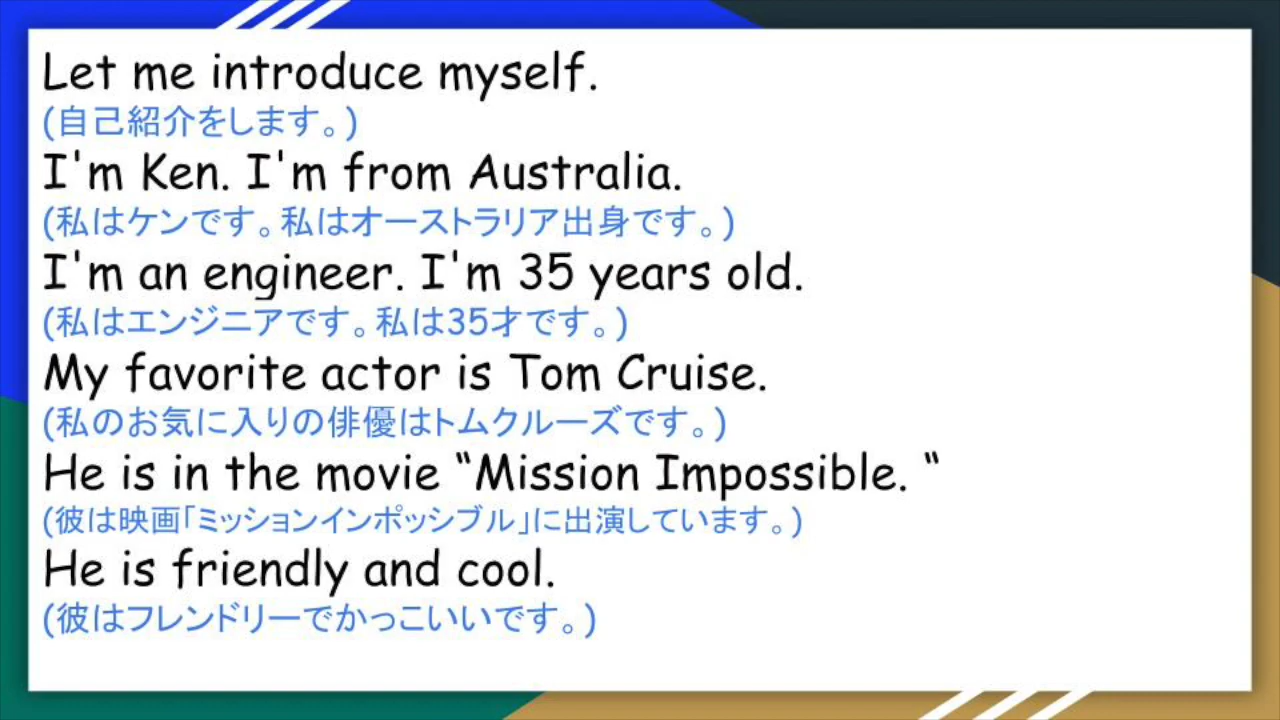 Let me introduce myself.
(自己紹介をします。)
I'm Ken. I'm from Australia.
(私はケンです。私はオーストラリア出身です。)
I'm an engineer. I'm 35 years old.
(私はエンジニアです。私は35才です。)
My favorite actor is Tom Cruise.
(私のお気に入りの俳優はトムクルーズです。)
He is in the movie “Mission Impossible. “
(彼は映画「ミッションインポッシブル」に出演しています。)
He is friendly and cool.
(彼はフレンドリーでかっこいいです。)